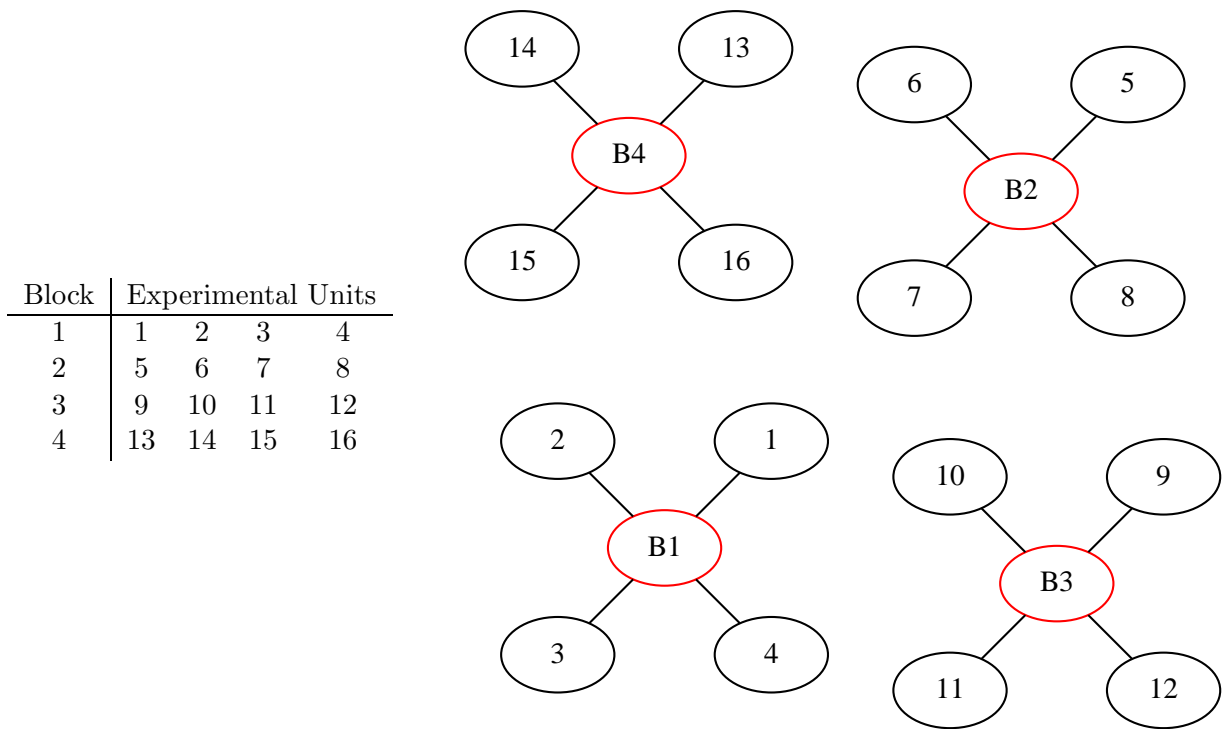 Block Experimental Units
1 1 2 3 4
2 5 6 7 8
3 9 10 11 12
4 13 14 15 16
14 13
B4
15 16
6 5
B2
7 8
2 1
B1
3 4
10 9
B3
11 12